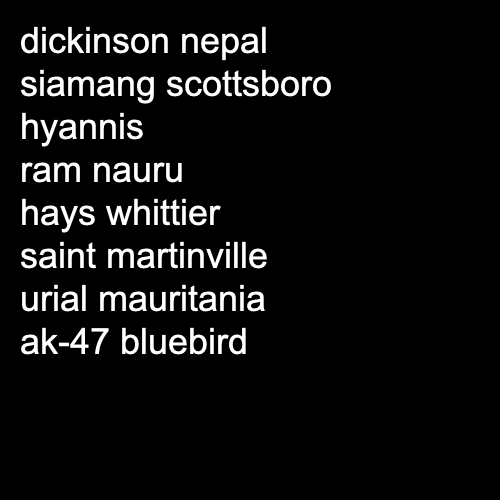 dickinson nepal
siamang scottsboro
hyannis
ram nauru
hays whittier
saint martinville
urial mauritania
ak-47 bluebird